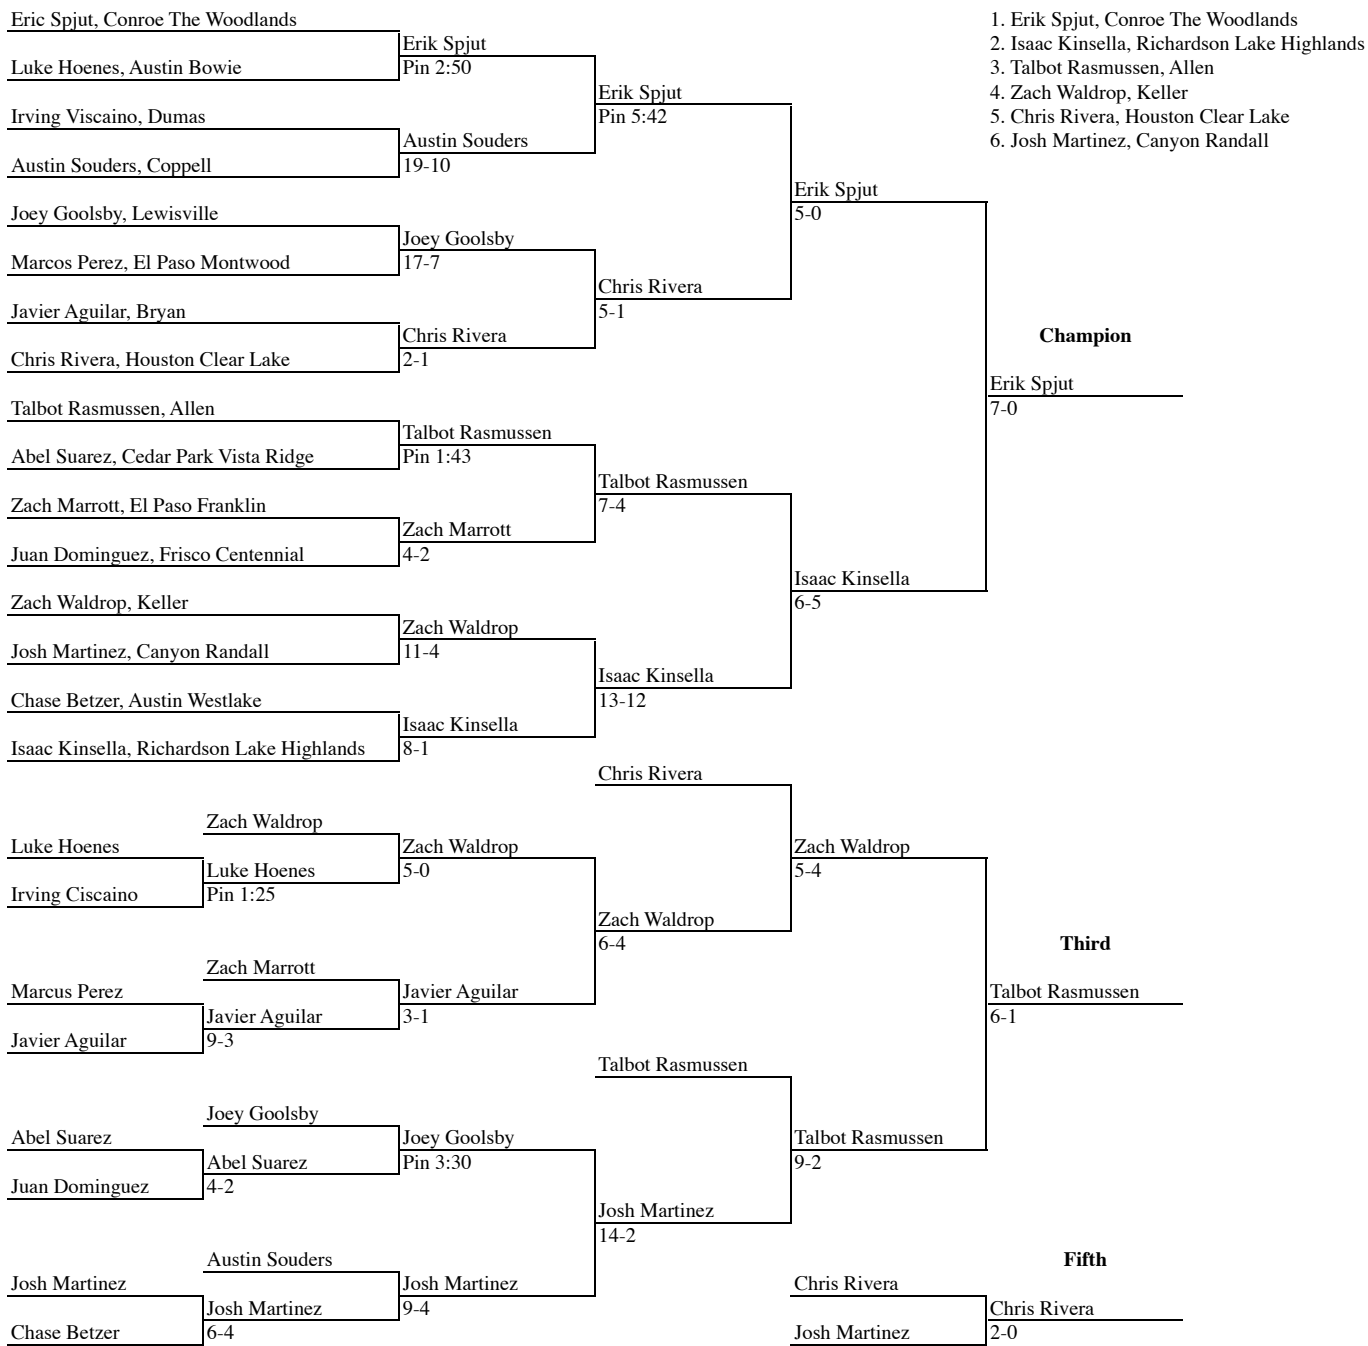 Eric Spjut, Conroe The Woodlands
Luke Hoenes, Austin Bowie
Irving Viscaino, Dumas
Austin Souders, Coppell
Joey Goolsby, Lewisville
Marcos Perez, El Paso Montwood
Javier Aguilar, Bryan
Chris Rivera, Houston Clear Lake
Talbot Rasmussen, Allen
Abel Suarez, Cedar Park Vista Ridge
Zach Marrott, El Paso Franklin
Juan Dominguez, Frisco Centennial
Zach Waldrop, Keller
Josh Martinez, Canyon Randall
Chase Betzer, Austin Westlake
Isaac Kinsella, Richardson Lake Highlands
Erik Spjut
Pin 2:50
Austin Souders
19-10
Joey Goolsby
17-7
Chris Rivera
2-1
Talbot Rasmussen
Pin 1:43
Zach Marrott
4-2
Zach Waldrop
11-4
Isaac Kinsella
8-1
Erik Spjut
Pin 5:42
Chris Rivera
5-1
Talbot Rasmussen
7-4
Isaac Kinsella
13-12
Erik Spjut
5-0
Isaac Kinsella
6-5
Champion
Erik Spjut
7-0
1. Erik Spjut, Conroe The Woodlands
2. Isaac Kinsella, Richardson Lake Highlands
3. Talbot Rasmussen, Allen
4. Zach Waldrop, Keller
5. Chris Rivera, Houston Clear Lake
6. Josh Martinez, Canyon Randall
Luke Hoenes
Irving Ciscaino
Marcus Perez
Javier Aguilar
Abel Suarez
Juan Dominguez
Josh Martinez
Chase Betzer
Zach Waldrop
Luke Hoenes
Pin 1:25
Zach Marrott
Javier Aguilar
9-3
Joey Goolsby
Abel Suarez
4-2
Austin Souders
Josh Martinez
6-4
Zach Waldrop
5-0
Javier Aguilar
3-1
Joey Goolsby
Pin 3:30
Josh Martinez
9-4
Chris Rivera
Zach Waldrop
6-4
Talbot Rasmussen
Josh Martinez
14-2
Zach Waldrop
5-4
Talbot Rasmussen
9-2
Third
Talbot Rasmussen
6-1
Fifth
Chris Rivera
Josh Martinez
Chris Rivera
2-0